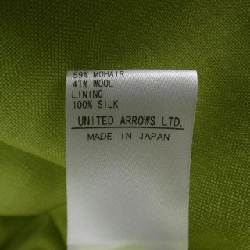 59% MOHAIR
41% WOOL
LINING
100% SILK
UNITED ARROWS LTD.
MADE IN JAPAN